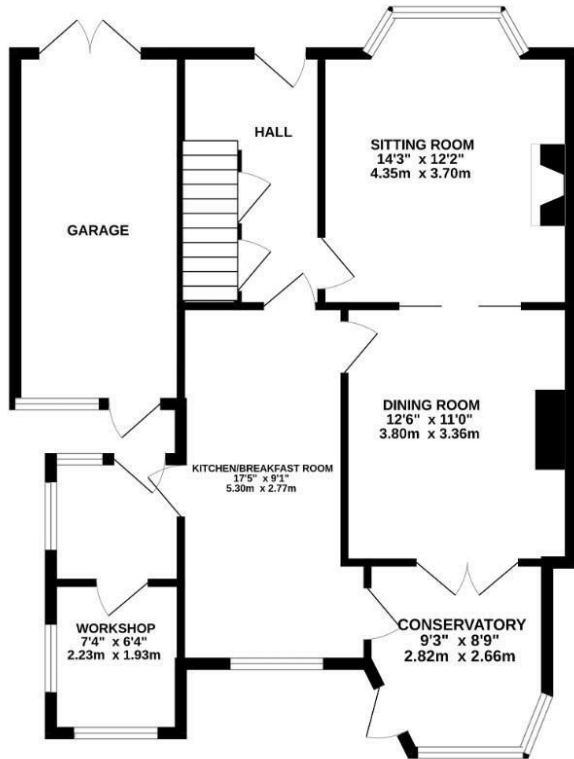 HALL
SITTING ROOM
14'3" x 12'2"
4.35m x 3.70m
GARAGE
DINING ROOM
12'6" x 11'0"
3.80m x 3.36m
KITCHEN/BREAKFAST ROOM
17'5" x 9'1"
5.30m x 2.77m
WORKSHOP
7'4" x 6'4"
2.23m x 1.93m
CONSERVATORY
9'3" x 8'9"
2.82m x 2.66m